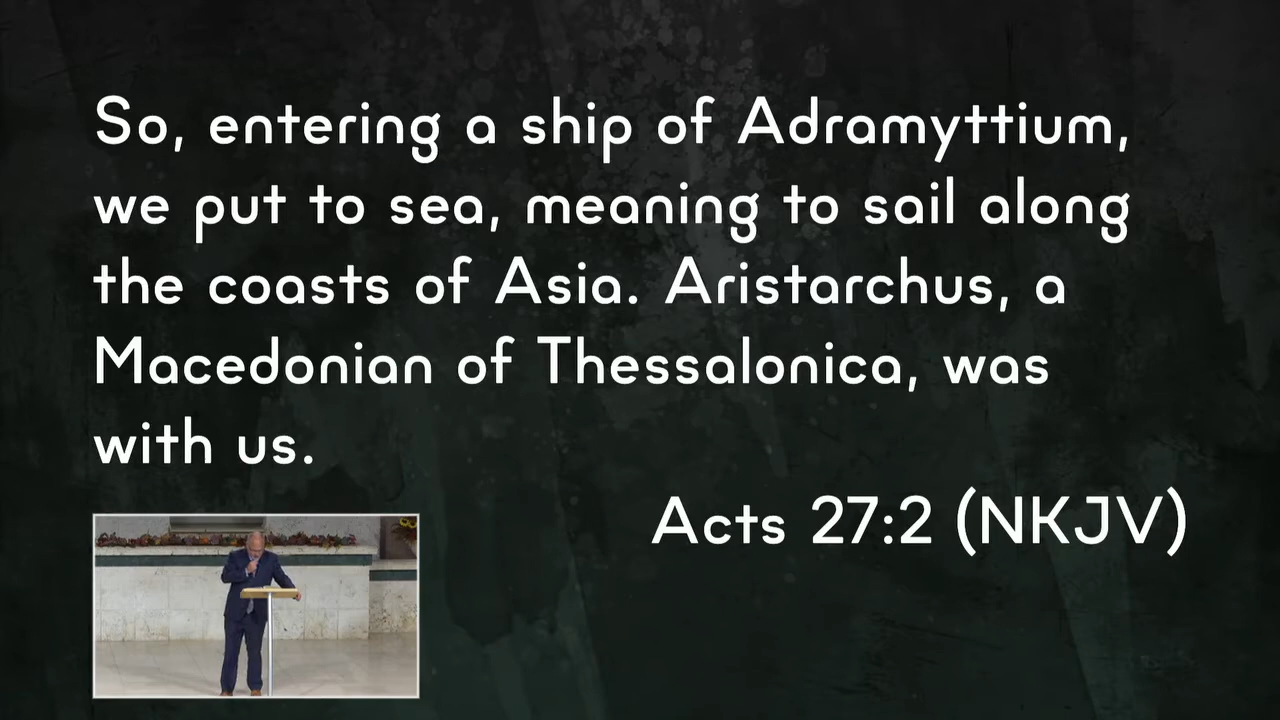 So, entering a ship of Adramyttium,
we put to sea, meaning to sail along
the coasts of Asia. Aristarchus, a
Macedonian of Thessalonica, was
with us.
Acts 27:2 (NKJV)